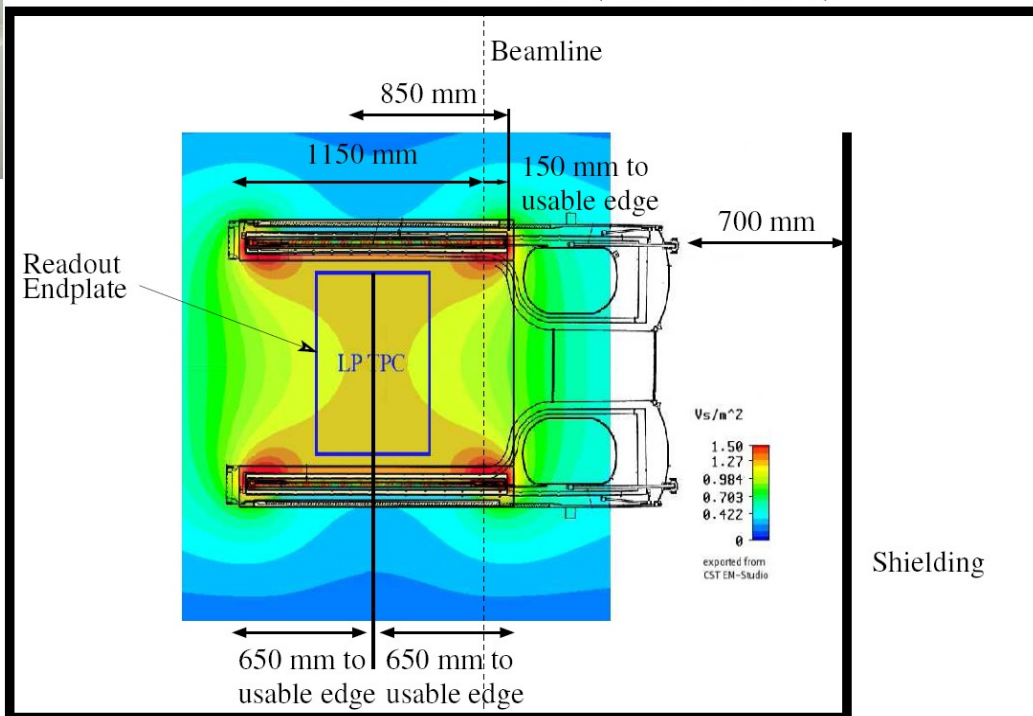 Beamline
850 mm
1150 mm
150 mm to
usable edge
700 mm
Readout
Endplate
LP TPC
Vs/m^2
1.50
1.27
0.984
0.703
0.422
0
exported from
CST EM-Studio
Shielding
650 mm to
usable edge
650 mm to
usable edge